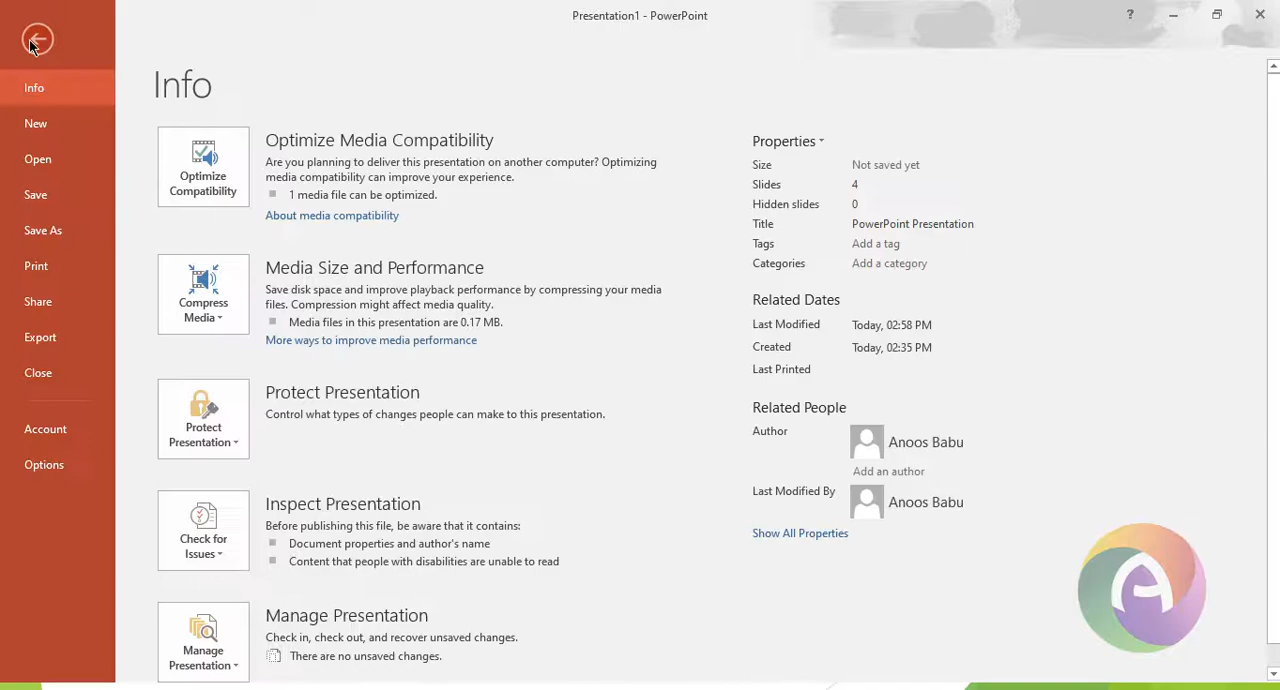 Presentation1 - PowerPoint
?
Info
New
Open
Save
Save As
Print
Share
Export
Close
Account
Options
Info
Optimize Compatibility
Optimize Media Compatibility
Are you planning to deliver this presentation on another computer? Optimizing
media compatibility can improve your experience.
1 media file can be optimized.
About media compatibility
Compress
Media
Media Size and Performance
Save disk space and improve playback performance by compressing your media
files. Compression might affect media quality.
Media files in this presentation are 0.17 MB.
More ways to improve media performance
Protect
Presentation
Protect Presentation
Control what types of changes people can make to this presentation.
Check for
Issues
Inspect Presentation
Before publishing this file, be aware that it contains:
Document properties and author's name
Content that people with disabilities are unable to read
Manage
Presentation
Manage Presentation
Check in, check out, and recover unsaved changes.
There are no unsaved changes.
Properties
Size Not saved yet
Slides 4
Hidden slides 0
Title PowerPoint Presentation
Tags Add a tag
Categories Add a category
Related Dates
Last Modified Today, 02:58 PM
Created Today, 02:35 PM
Last Printed
Related People
Author Anoos Babu
Add an author
Last Modified By Anoos Babu
Show All Properties
A